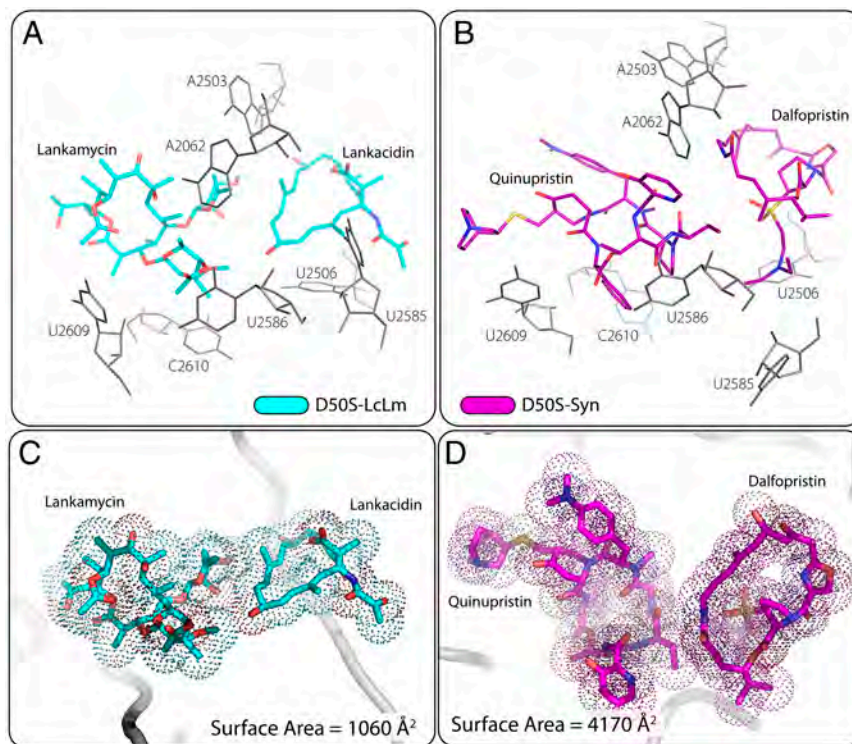 A
A2503
A2062
Lankamycin
Lankacidin
U2506
U2609
U2586
U2585
C2610
D50S-LcLm
B
A2503
Dalfopristin
A2062
Quinupristin
U2506
U2609
U2586
C2610
U2585
D50S-Syn
C
Lankamycin
Lankacidin
Surface Area = 1060 Å²
D
Dalfopristin
Quinupristin
Surface Area = 4170 Å²